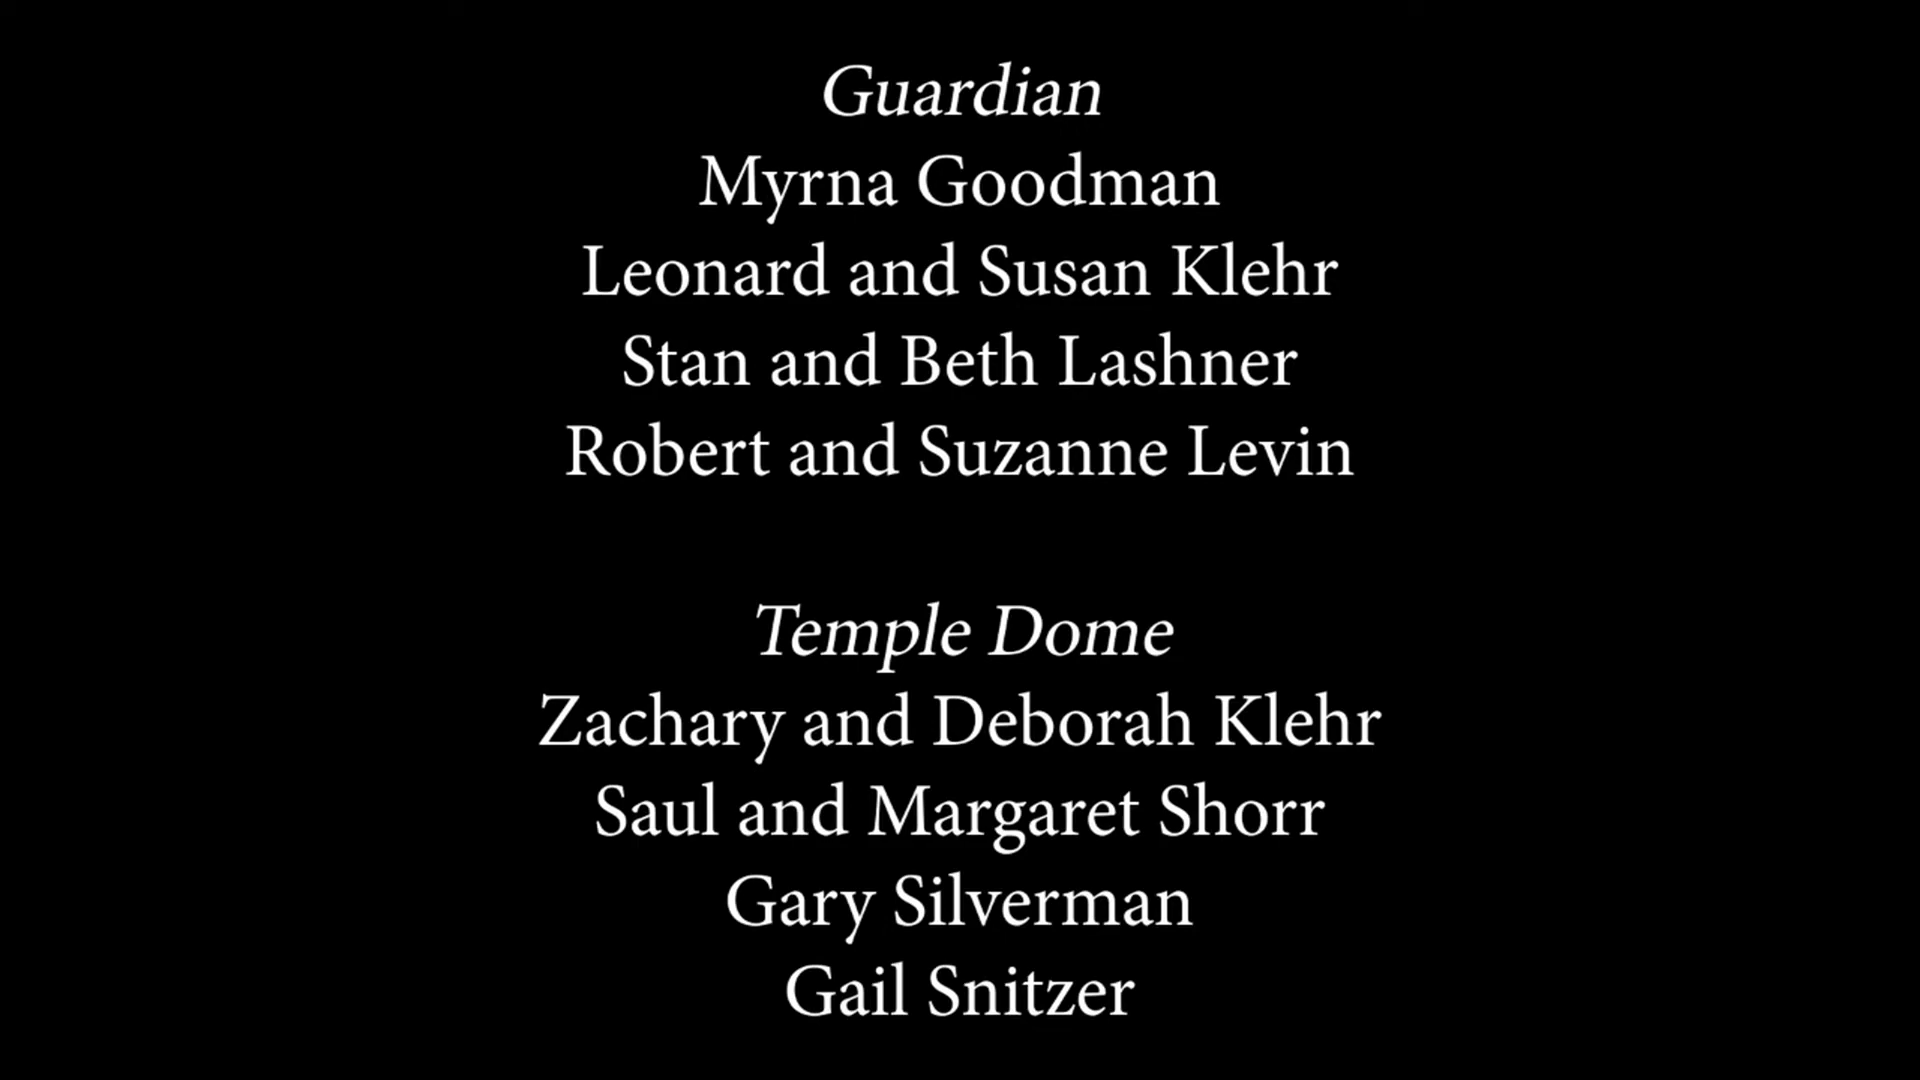 Guardian
Myrna Goodman
Leonard and Susan Klehr
Stan and Beth Lashner
Robert and Suzanne Levin
Temple Dome
Zachary and Deborah Klehr
Saul and Margaret Shorr
Gary Silverman
Gail Snitzer